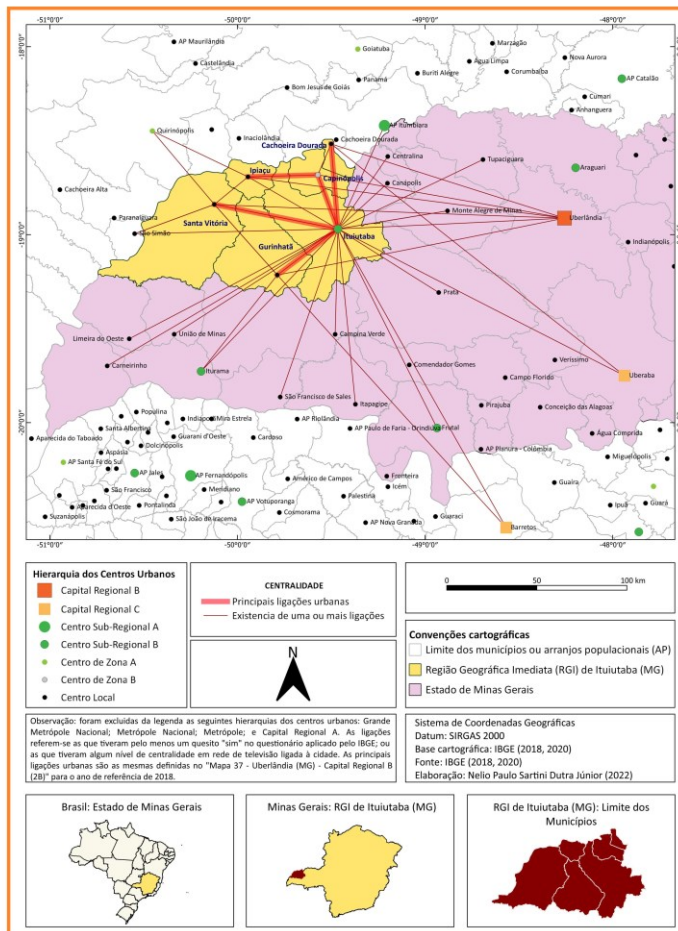 -51°0' -50°0' -49°0' -48°0'
-18°0' -18°0'
AP Maurilândia
Castelândia
Goiatuba
Marzagão
Água Limpa
Nova Aurora
Corumbaíba
AP Catalão
Panamá
Buriti Alegre
Bom Jesus de Goiás
Cumari
Anhanguera
Quirinópolis
Inaciolândia
AP Itumbiara
Cachoeira Dourada
Cachoeira Dourada
Centralina
Tupaciguara
Araguari
Ipiaçu
Capinópolis
Canápolis
Cachoeira Alta
Paranaiguara
Santa Vitória
Monte Alegre de Minas
Uberlândia
-19°0' -19°0'
São Simão
Ituiutaba
Indianópolis
Gurinhatã
Prata
Limeira do Oeste
União de Minas
Campina Verde
Carneirinho
Iturama
Comendador Gomes
Veríssimo
Campo Florido
Uberaba
São Francisco de Sales
Itapagipe
Pirajuba
Conceição das Alagoas
Populina
Indiaporã
Mira Estrela
AP Riolândia
-20°0' -20°0'
Santa Albertina
AP Paulo de Faria - Orindiúva
Frutal
Água Comprida
Aparecida do Taboado
Guarani d'Oeste
Cardoso
Dolcinópolis
Aspásia
AP Planura - Colômbia
Miguelópolis
AP Santa Fé do Sul
AP Jales
AP Fernandópolis
Américo de Campos
Fronteira
Icém
Guaíra
São Francisco
Meridiano
Palestina
Aparecida d'Oeste
Pontalinda
AP Votuporanga
Ipuã
Guará
Suzanápolis
São João de Iracema
Cosmorama
AP Nova Granada
Guaraci
Barretos
-51°0' -50°0' -49°0' -48°0'
Hierarquia dos Centros Urbanos
Capital Regional B
Capital Regional C
Centro Sub-Regional A
Centro Sub-Regional B
Centro de Zona A
Centro de Zona B
Centro Local
CENTRALIDADE
Principais ligações urbanas
Existencia de uma ou mais ligações
N
0 50 100 km
Convenções cartográficas
Limite dos municípios ou arranjos populacionais (AP)
Região Geográfica Imediata (RGI) de Ituiutaba (MG)
Estado de Minas Gerais
Observação: foram excluídas da legenda as seguintes hierarquias dos centros urbanos: Grande
Metrópole Nacional; Metrópole Nacional; Metrópole; e Capital Regional A. As ligações
referem-se as que tiveram pelo menos um quesito "sim" no questionário aplicado pelo IBGE; ou
as que tiveram algum nível de centralidade em rede de televisão ligada à cidade. As principais
ligações urbanas são as mesmas definidas no "Mapa 37 - Uberlândia (MG) - Capital Regional B
(2B)" para o ano de referência de 2018.
Sistema de Coordenadas Geográficas
Datum: SIRGAS 2000
Base cartográfica: IBGE (2018, 2020)
Fonte: IBGE (2018, 2020)
Elaboração: Nelio Paulo Sartini Dutra Júnior (2022)
Brasil: Estado de Minas Gerais
Minas Gerais: RGI de Ituiutaba (MG)
RGI de Ituiutaba (MG): Limite dos
Municípios